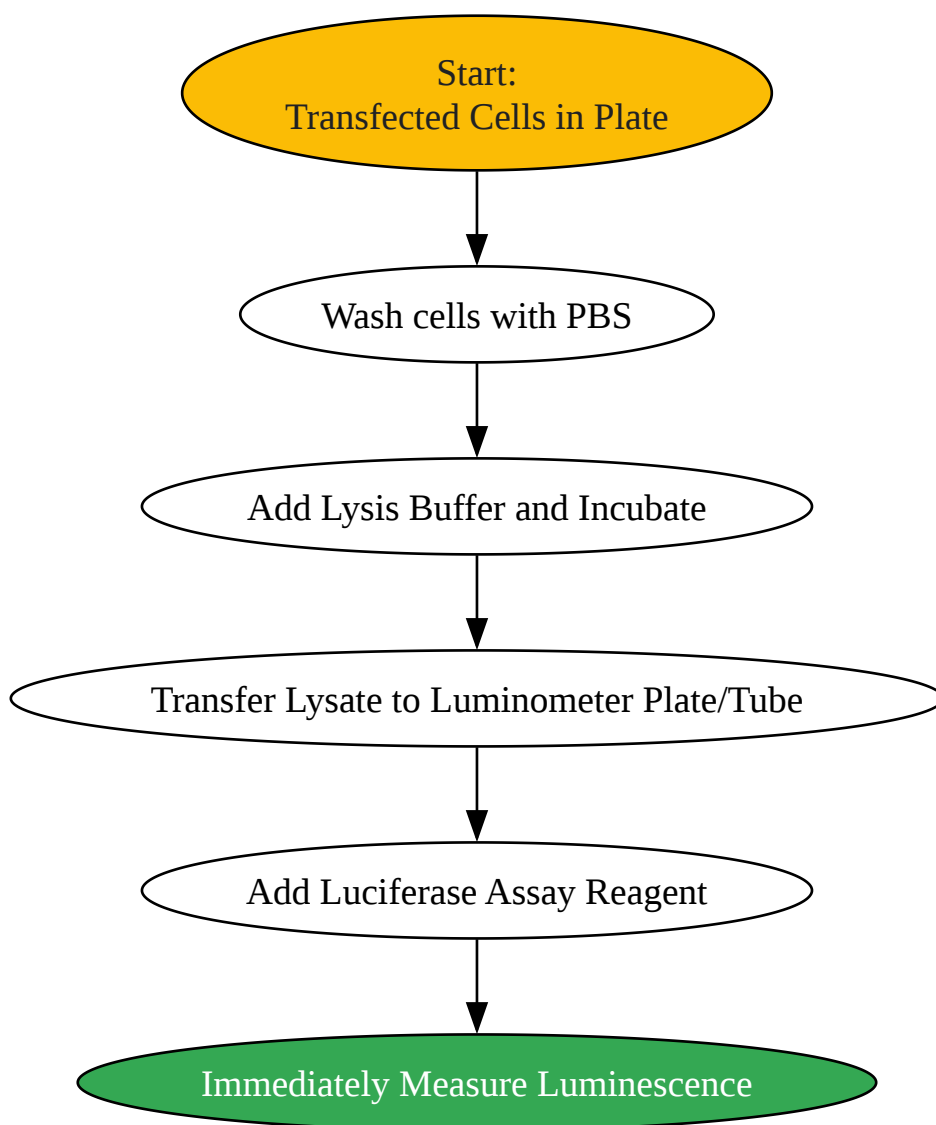 Start:
Transfected Cells in Plate
Wash cells with PBS
Add Lysis Buffer and Incubate
Transfer Lysate to Luminometer Plate/Tube
Add Luciferase Assay Reagent
Immediately Measure Luminescence